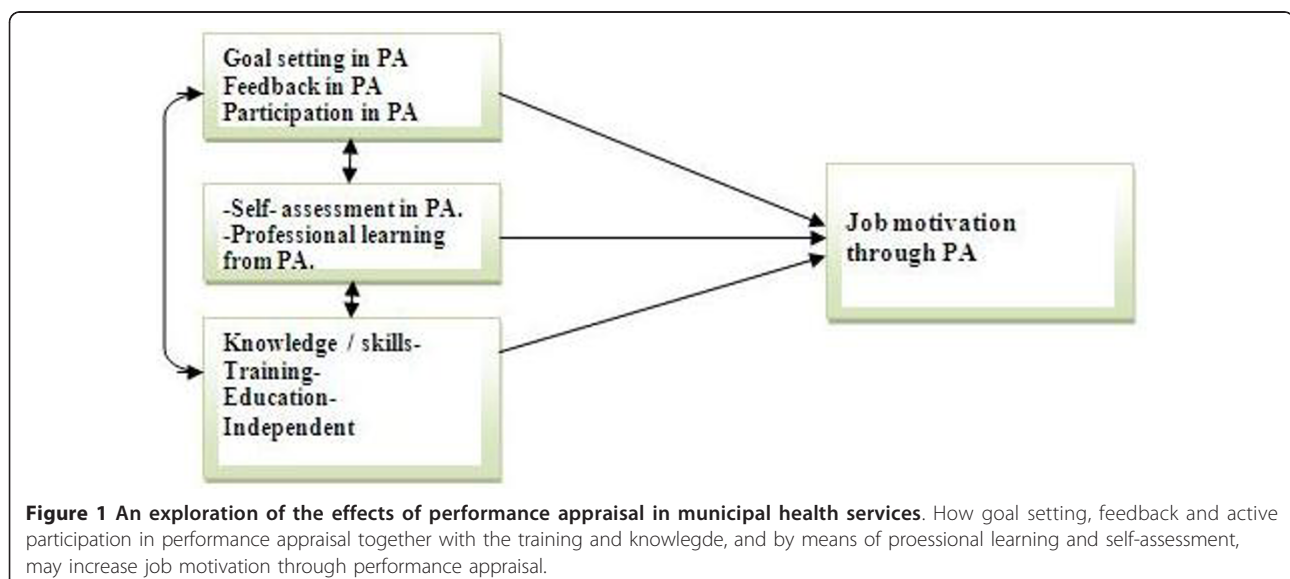 Goal setting in PA
Feedback in PA
Participation in PA
-Self- assessment in PA.
-Professional learning
from PA.
Knowledge / skills-
Training-
Education-
Independent
Job motivation
through PA
Figure 1 An exploration of the effects of performance appraisal in municipal health services. How goal setting, feedback and active
participation in performance appraisal together with the training and knowlegde, and by means of proessional learning and self-assessment,
may increase job motivation through performance appraisal.